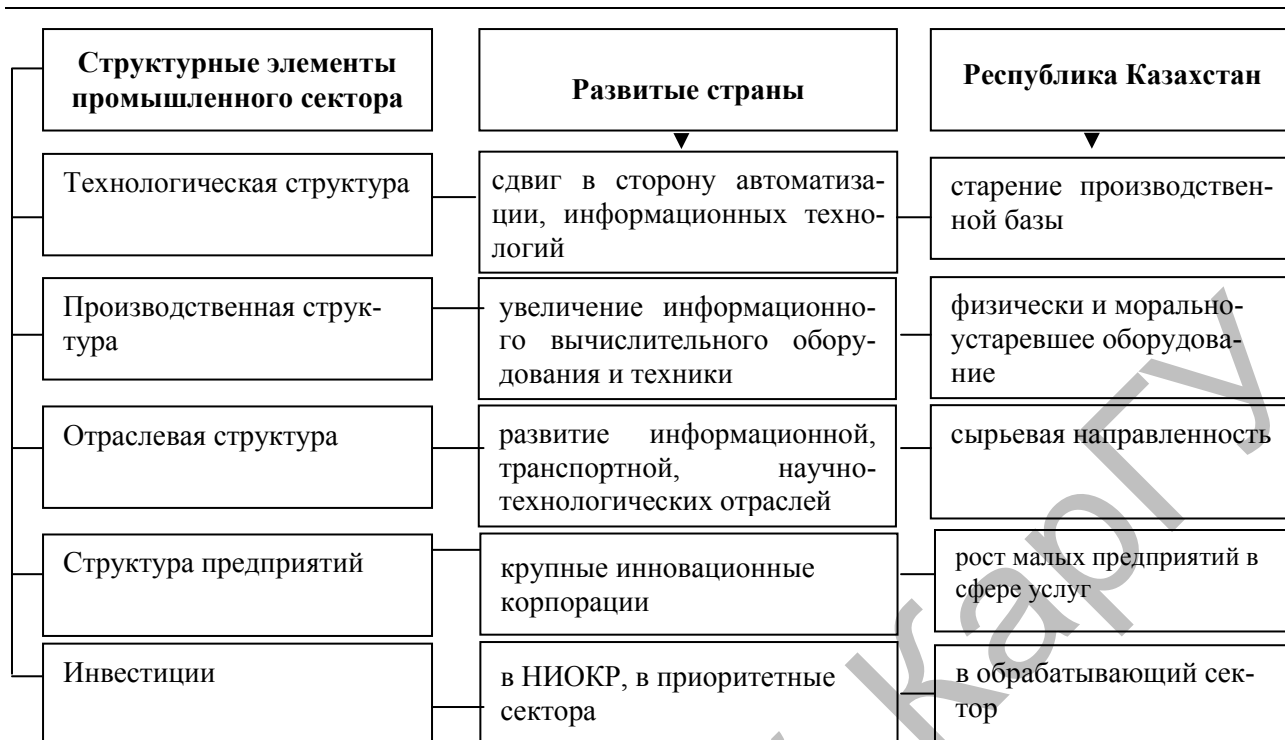 Структурные элементы
промышленного сектора
Развитые страны
Республика Казахстан
Технологическая структура
сдвиг в сторону автоматиза-
ции, информационных техно-
логий
старение производствен-
ной базы
Производственная струк-
тура
увеличение информационно-
го вычислительного обору-
дования и техники
физически и морально-
устаревшее оборудова-
ние
Отраслевая структура
развитие информационной,
транспортной, научно-
технологических отраслей
сырьевая направленность
Структура предприятий
крупные инновационные
корпорации
рост малых предприятий в
сфере услуг
Инвестиции
в НИОКР, в приоритетные
сектора
в обрабатывающий сек-
тор
КарГУ